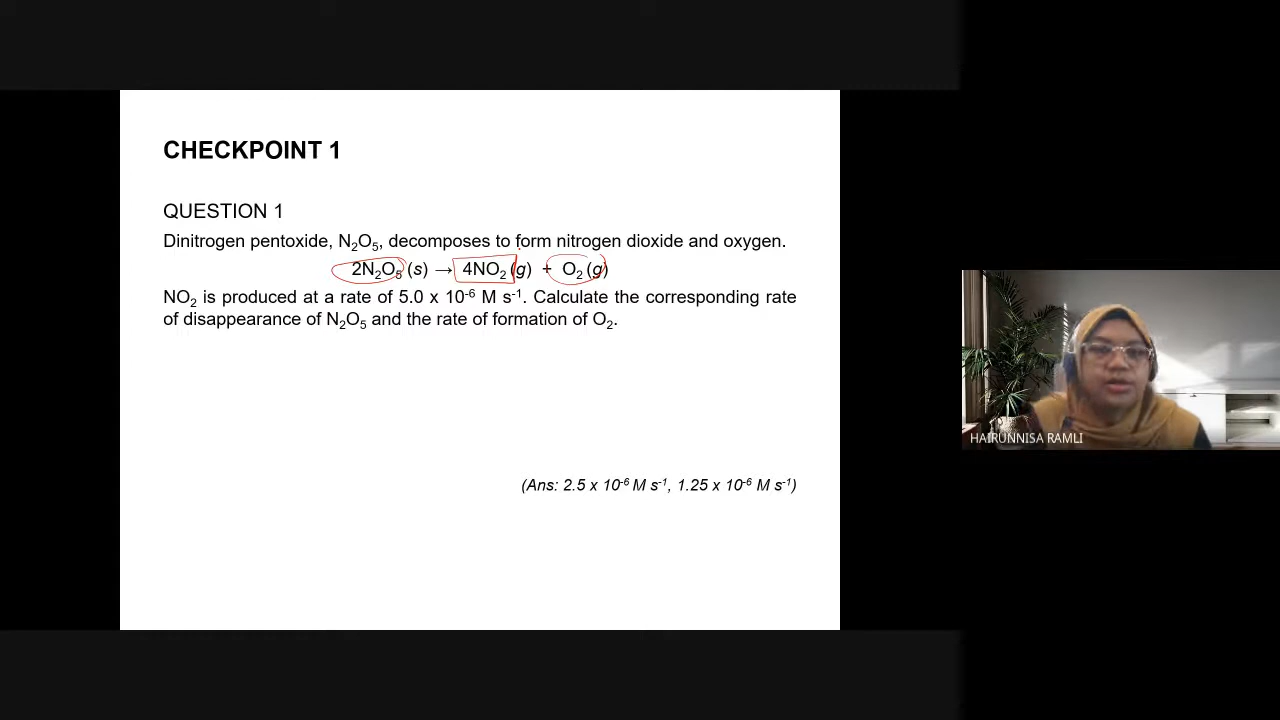 CHECKPOINT 1
QUESTION 1
Dinitrogen pentoxide, N₂O₅, decomposes to form nitrogen dioxide and oxygen.
2N₂O₅ (s) → 4NO₂ (g) + O₂ (g)
NO₂ is produced at a rate of 5.0 x 10⁻⁶ M s⁻¹. Calculate the corresponding rate
of disappearance of N₂O₅ and the rate of formation of O₂.
HAIRUNNISA RAMLI
(Ans: 2.5 x 10⁻⁶ M s⁻¹, 1.25 x 10⁻⁶ M s⁻¹)